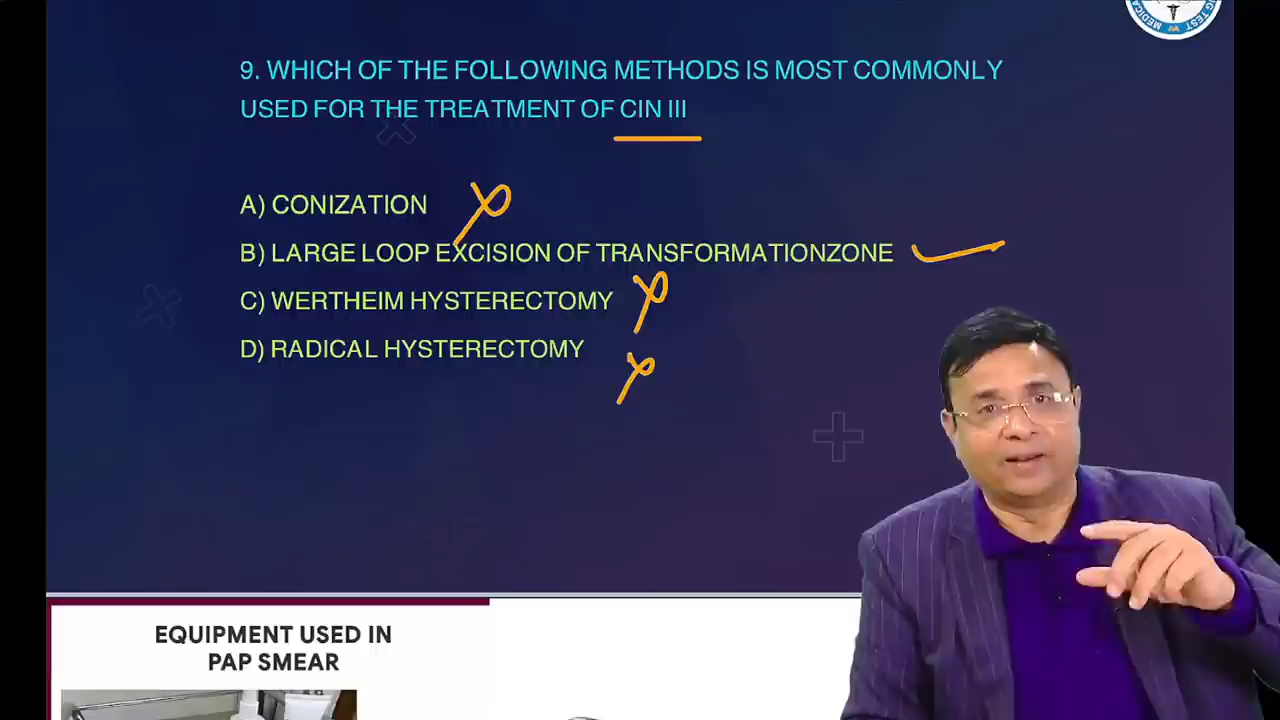 9. WHICH OF THE FOLLOWING METHODS IS MOST COMMONLY
USED FOR THE TREATMENT OF CIN III
A) CONIZATION
B) LARGE LOOP EXCISION OF TRANSFORMATIONZONE
C) WERTHEIM HYSTERECTOMY
D) RADICAL HYSTERECTOMY
EQUIPMENT USED IN
PAP SMEAR